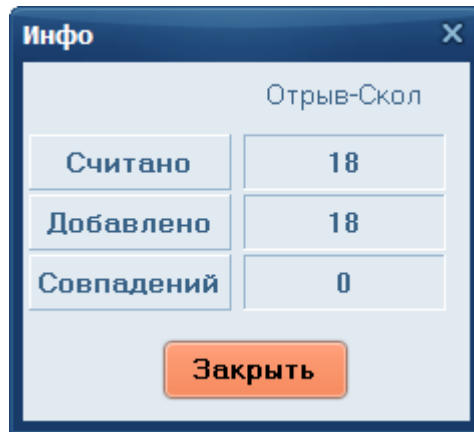 Инфо
Отрыв-Скол
Считано 18
Добавлено 18
Совпадений 0
Закрыть